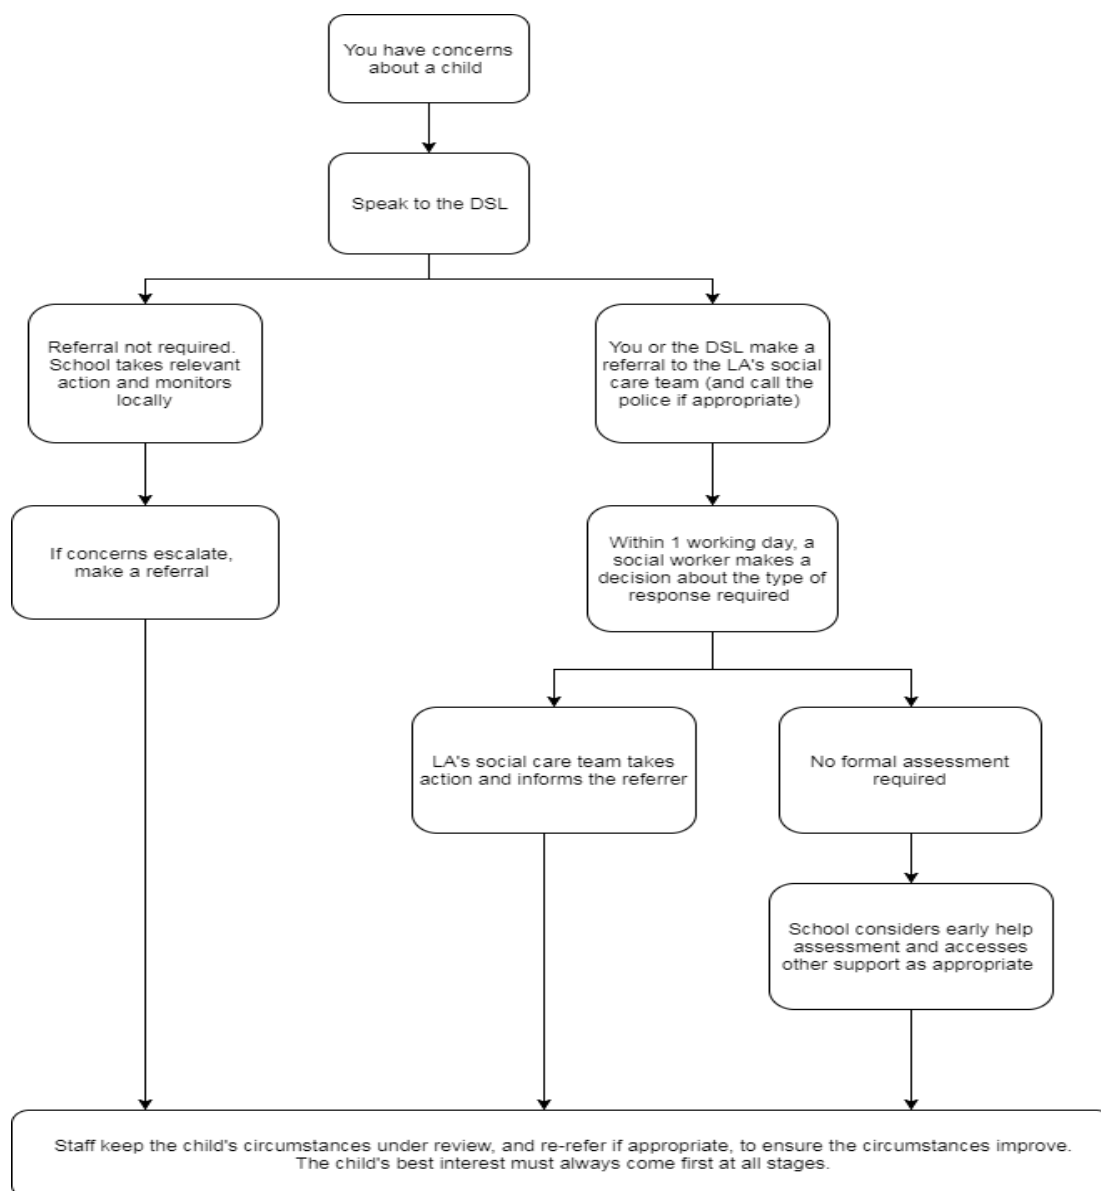 You have concerns
about a child
Speak to the DSL
Referral not required.
School takes relevant
action and monitors
locally
You or the DSL make a
referral to the LA's social
care team (and call the
police if appropriate)
If concerns escalate,
make a referral
Within 1 working day, a
social worker makes a
decision about the type of
response required
LA's social care team takes
action and informs the referrer
No formal assessment
required
School considers early help
assessment and accesses
other support as appropriate
Staff keep the child's circumstances under review, and re-refer if appropriate, to ensure the circumstances improve.
The child's best interest must always come first at all stages.